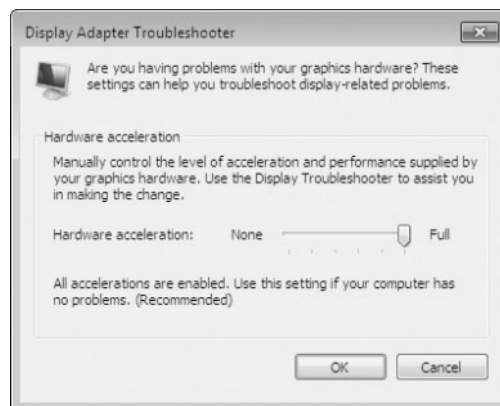 Display Adapter Troubleshooter
Are you having problems with your graphics hardware? These
settings can help you troubleshoot display-related problems.
Hardware acceleration
Manually control the level of acceleration and performance supplied by
your graphics hardware. Use the Display Troubleshooter to assist you
in making the change.
Hardware acceleration: None Full
All accelerations are enabled. Use this setting if your computer has
no problems. (Recommended)
OK Cancel